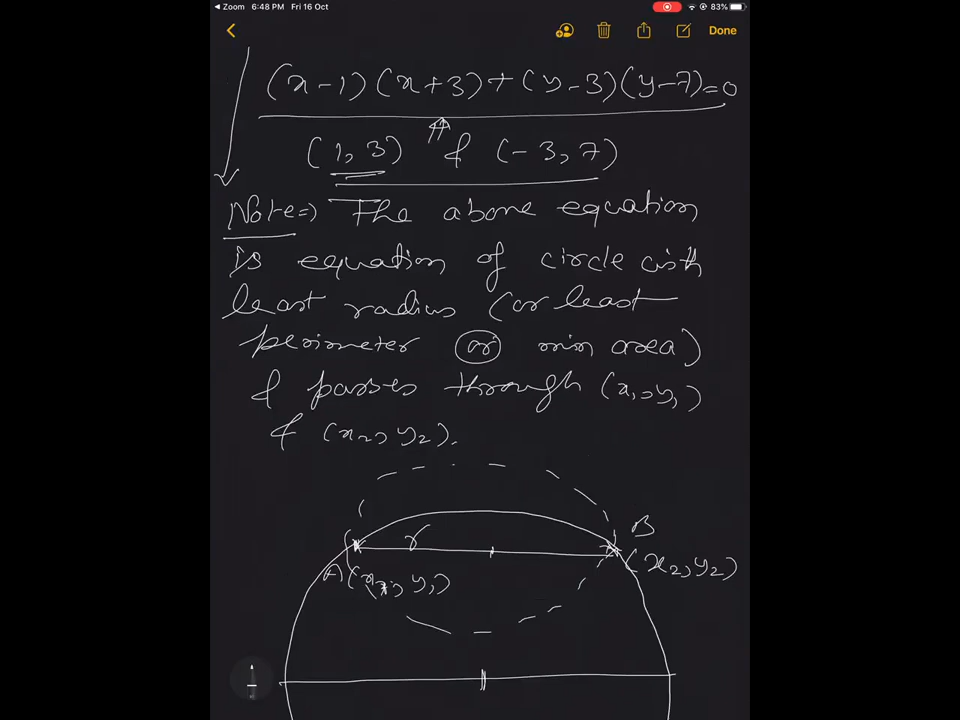 Zoom 6:48 PM Fri 16 Oct 83%
Done
(x-1)(x+3)+(y-3)(y-7)=0
(1,3) & (-3,7)
Note=) The above equation
is equation of circle with
least radius (or least
perimeter or min area)
& passes through (x₁,y₁)
& (x₂,y₂).
B
r
(x₂,y₂)
A(x₁,y₁)